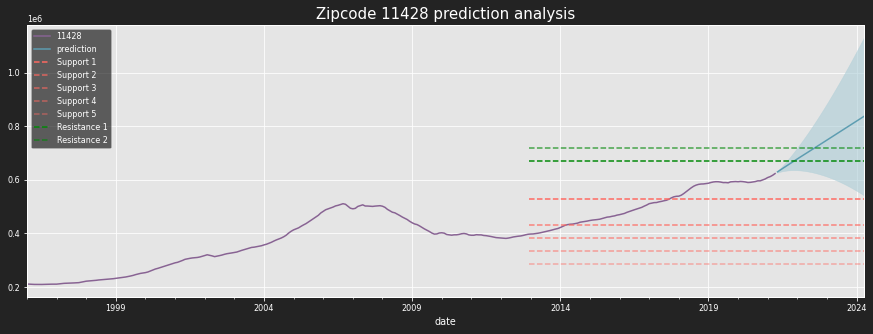 Zipcode 11428 prediction analysis
1e6
11428
prediction
Support 1
Support 2
Support 3
Support 4
Support 5
Resistance 1
Resistance 2
1.0
0.8
0.6
0.4
0.2
1999 2004 2009 2014 2019 2024
date